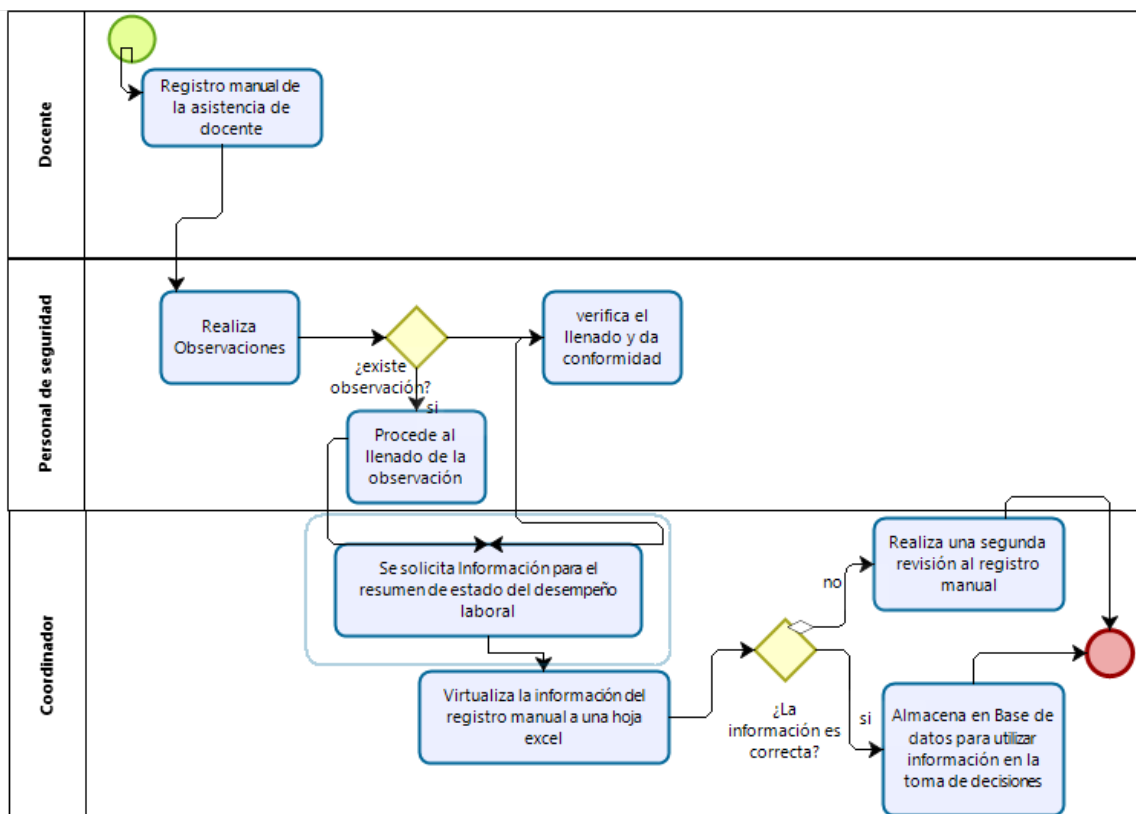 Docente
Registro manual de
la asistencia de
docente
Personal de seguridad
Realiza
Observaciones
¿existe
observación?
si
verifica el
llenado y da
conformidad
Procede al
llenado de la
observación
Coordinador
Se solicita Información para el
resumen de estado del desempeño
laboral
Virtualiza la información del
registro manual a una hoja
excel
¿La
información es
correcta?
no
Realiza una segunda
revisión al registro
manual
si
Almacena en Base de
datos para utilizar
información en la
toma de decisiones